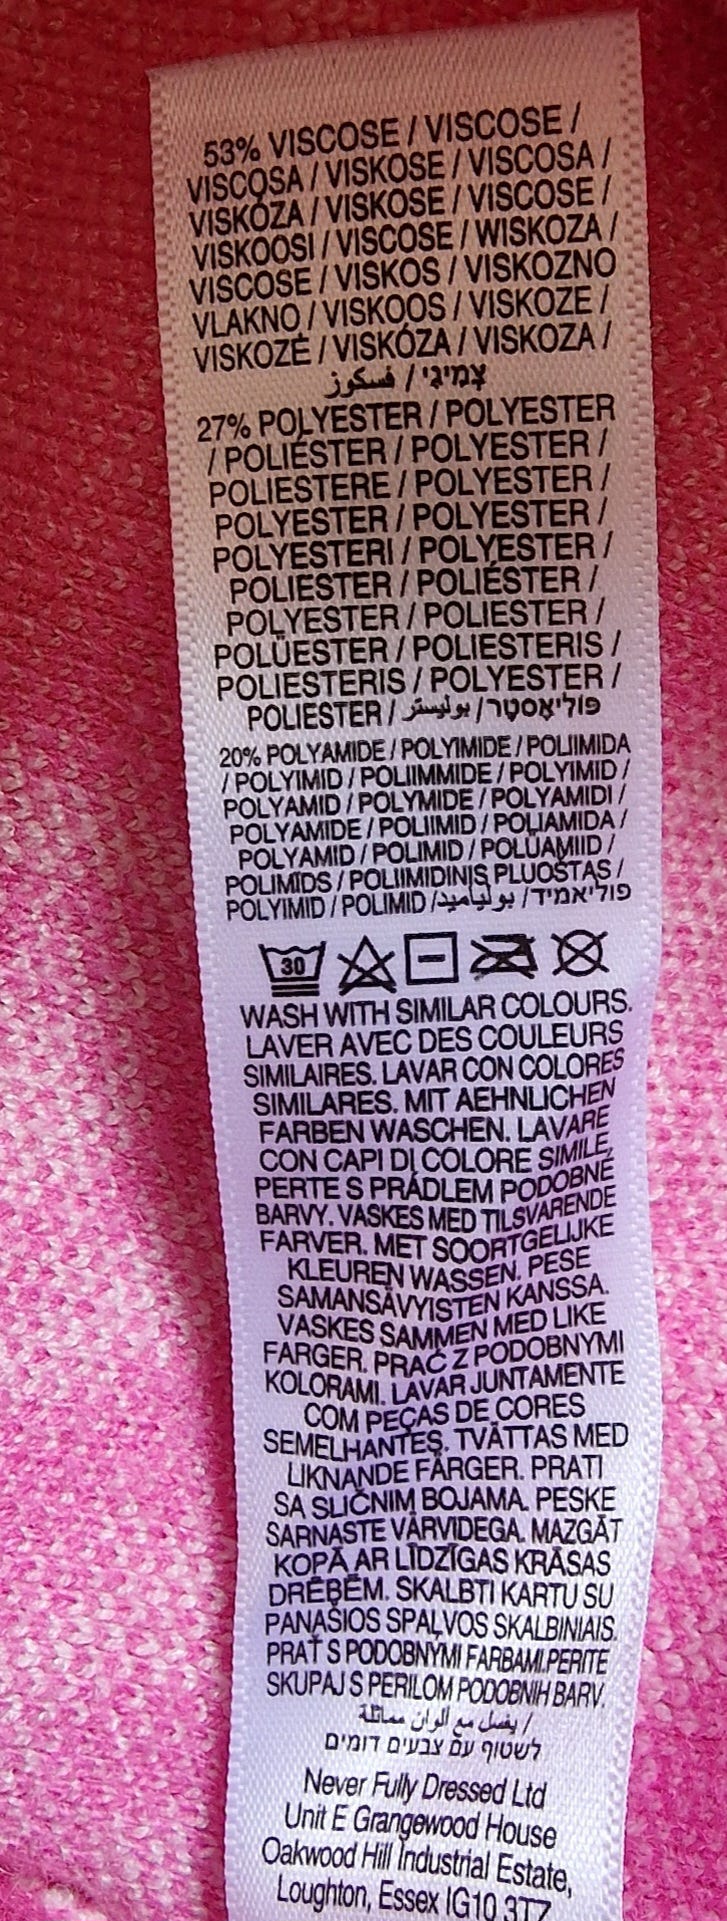 53% VISCOSE / VISCOSE /
VISCOSA / VISKOSE / VISCOSA /
VISKÓZA / VISKOSE / VISCOSE /
VISKOOSI / VISCOSE / WISKOZA /
VISCOSE / VISKOS / VISKOZNO
VLAKNO / VISKOOS / VISKOZE /
VISKOZĖ / VISKÓZA / VISKOZA /
צמיגי / فسكوز
27% POLYESTER / POLYESTER
/ POLIÉSTER / POLYESTER /
POLIESTERE / POLYESTER /
POLYESTER / POLYESTER /
POLYESTERI / POLYESTER /
POLIESTER / POLIÉSTER /
POLYESTER / POLIESTER /
POLÜESTER / POLIESTERIS /
POLIESTERIS / POLYESTER /
POLIESTER / پوليستر / פוליאסטר
20% POLYAMIDE / POLYIMIDE / POLIIMIDA
/ POLYIMID / POLIIMMIDE / POLYIMID /
POLYAMID / POLYMIDE / POLYAMIDI /
POLYAMIDE / POLIIMID / POLIAMIDA /
POLYAMID / POLIMID / POLÜAMIID /
POLIMĪDS / POLIIMIDINIS PLUOŠTAS /
POLYIMID / POLIMID / بولياميد / פוליאמיד
30
WASH WITH SIMILAR COLOURS.
LAVER AVEC DES COULEURS
SIMILAIRES. LAVAR CON COLORES
SIMILARES. MIT AEHNLICHEN
FARBEN WASCHEN. LAVARE
CON CAPI DI COLORE SIMILE.
PERTE S PRÁDLEM PODOBNÉ
BARVY. VASKES MED TILSVARENDE
FARVER. MET SOORTGELIJKE
KLEUREN WASSEN. PESE
SAMANSÄVYISTEN KANSSA.
VASKES SAMMEN MED LIKE
FARGER. PRAĆ Z PODOBNYMI
KOLORAMI. LAVAR JUNTAMENTE
COM PEÇAS DE CORES
SEMELHANTES. TVÄTTAS MED
LIKNANDE FÄRGER. PRATI
SA SLIČNIM BOJAMA. PESKE
SARNASTE VÄRVIDEGA. MAZGĀT
KOPĀ AR LĪDZĪGAS KRĀSAS
DRĒBĒM. SKALBTI KARTU SU
PANAŠIOS SPALVOS SKALBINIAIS.
PRAŤ S PODOBNÝMI FARBAMI.PERITE
SKUPAJ S PERILOM PODOBNIH BARV.
يغسل مع ألوان مماثلة /
לשטוף עם צבעים דומים
Never Fully Dressed Ltd
Unit E Grangewood House
Oakwood Hill Industrial Estate,
Loughton, Essex IG10 3TZ